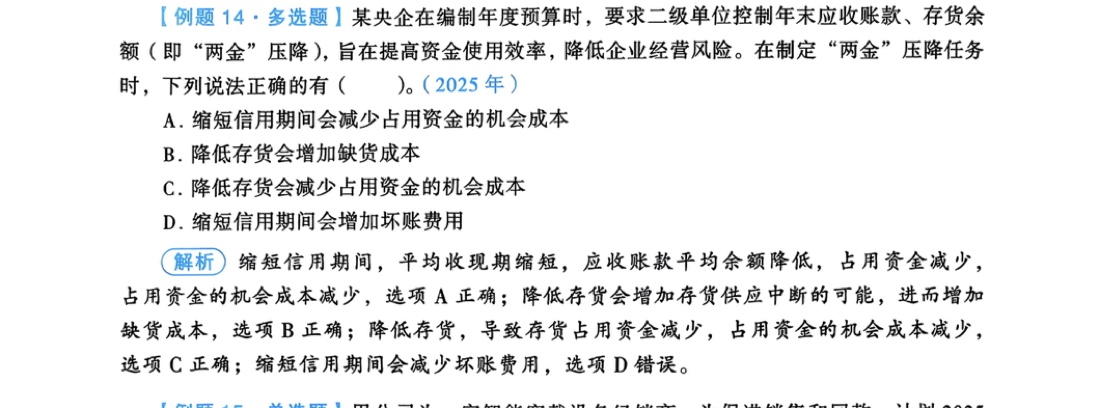 【例题14·多选题】某央企在编制年度预算时，要求二级单位控制年末应收账款、存货余
额（即“两金”压降），旨在提高资金使用效率，降低企业经营风险。在制定“两金”压降任务
时，下列说法正确的有（　　）。（2025年）
A. 缩短信用期间会减少占用资金的机会成本
B. 降低存货会增加缺货成本
C. 降低存货会减少占用资金的机会成本
D. 缩短信用期间会增加坏账费用
解析 缩短信用期间，平均收现期缩短，应收账款平均余额降低，占用资金减少，
占用资金的机会成本减少，选项A正确；降低存货会增加存货供应中断的可能，进而增加
缺货成本，选项B正确；降低存货，导致存货占用资金减少，占用资金的机会成本减少，
选项C正确；缩短信用期间会减少坏账费用，选项D错误。